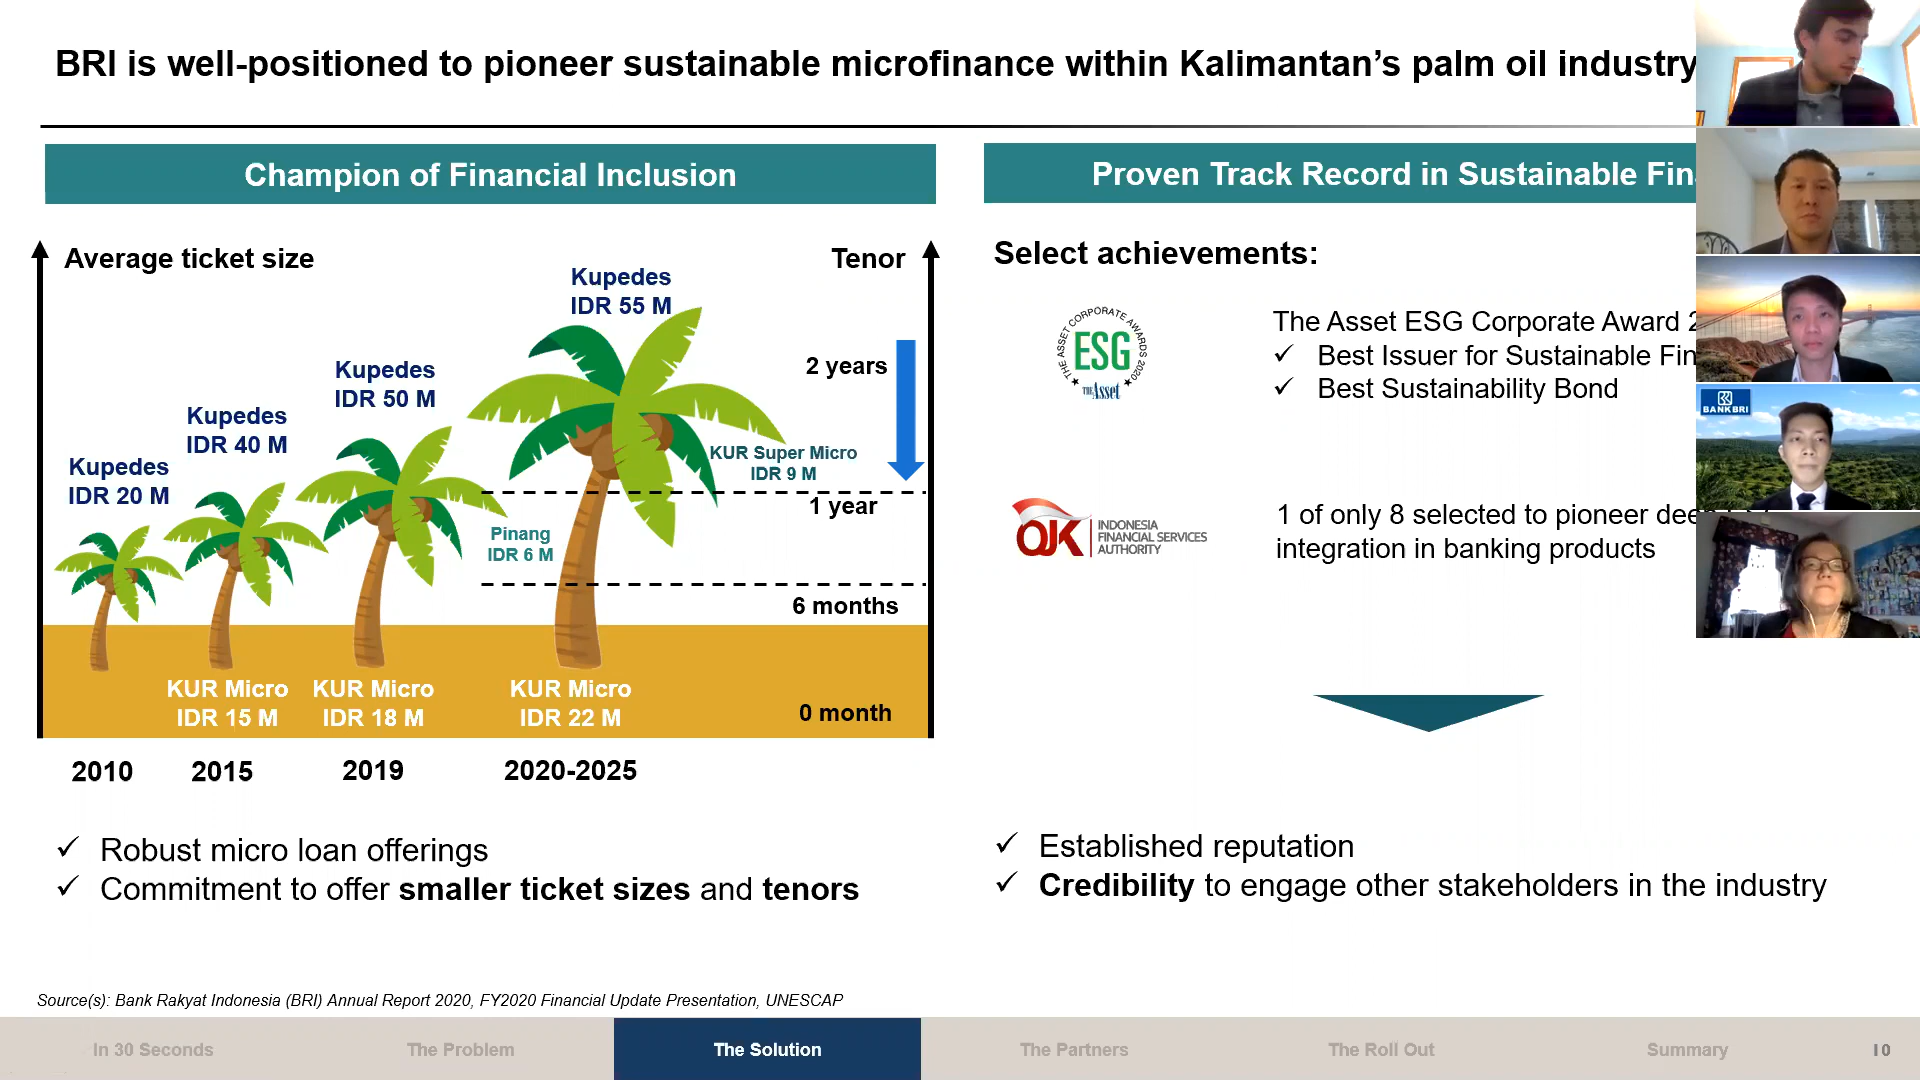 BRI is well-positioned to pioneer sustainable microfinance within Kalimantan’s palm oil industry
Champion of Financial Inclusion
Average ticket size
Tenor
Kupedes
IDR 55 M
2 years
Kupedes
IDR 50 M
Kupedes
IDR 40 M
Kupedes
IDR 20 M
KUR Super Micro
IDR 9 M
1 year
Pinang
IDR 6 M
6 months
KUR Micro
IDR 15 M
KUR Micro
IDR 18 M
KUR Micro
IDR 22 M
0 month
2010
2015
2019
2020-2025
✓ Robust micro loan offerings
✓ Commitment to offer smaller ticket sizes and tenors
Proven Track Record in Sustainable
Select achievements:
THE ASSET CORPORATE AWARDS 2020
ESG
THE Asset
The Asset ESG Corporate Award
✓ Best Issuer for Sustainable
✓ Best Sustainability Bond
OJK
INDONESIA
FINANCIAL SERVICES
AUTHORITY
1 of only 8 selected to pioneer
integration in banking products
✓ Established reputation
✓ Credibility to engage other stakeholders in the industry
BANK BRI
Source(s): Bank Rakyat Indonesia (BRI) Annual Report 2020, FY2020 Financial Update Presentation, UNESCAP
In 30 Seconds
The Problem
The Solution
The Partners
The Roll Out
Summary
10